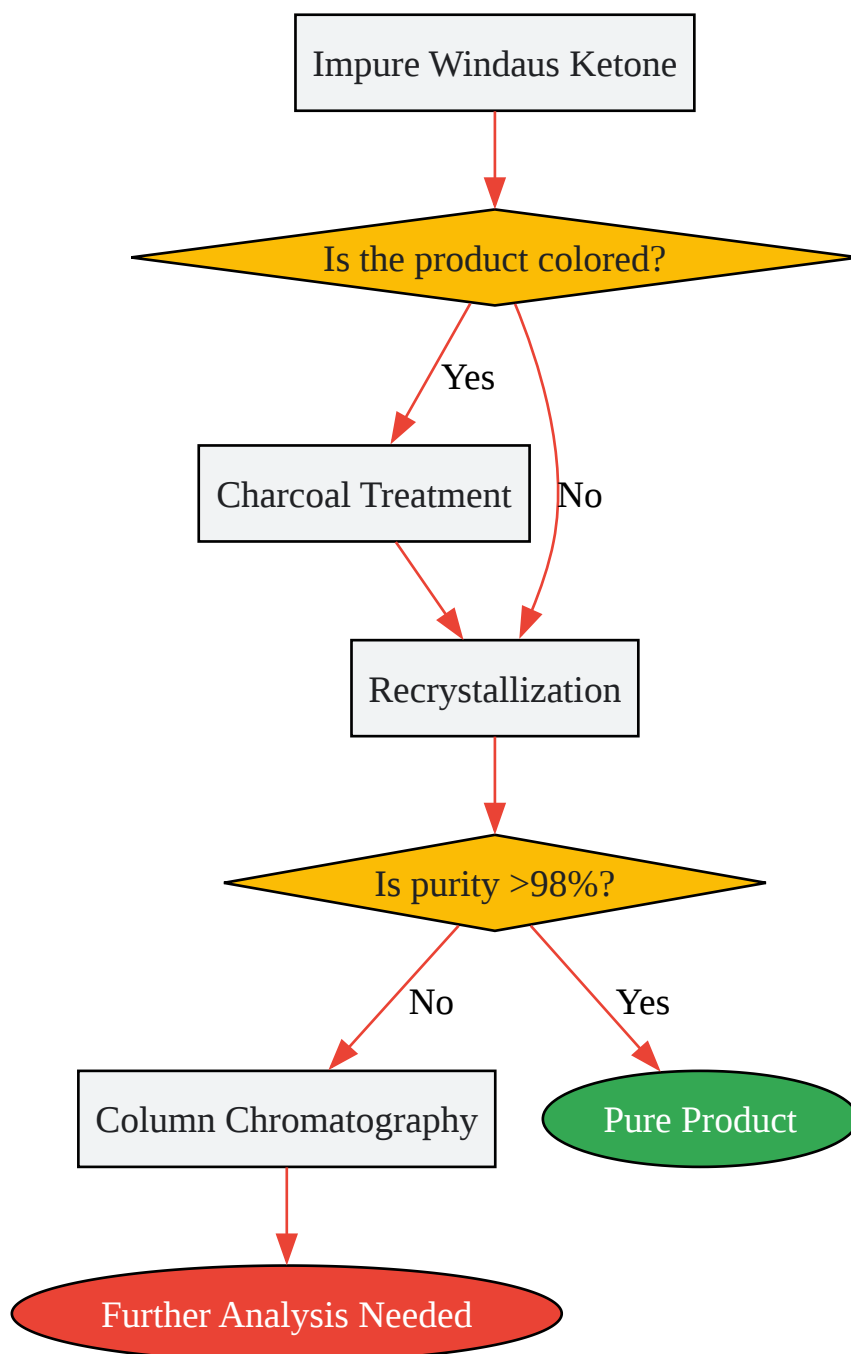 Impure Windaus Ketone
Is the product colored?
Yes
Charcoal Treatment
No
Recrystallization
Is purity >98%?
No
Yes
Column Chromatography
Pure Product
Further Analysis Needed